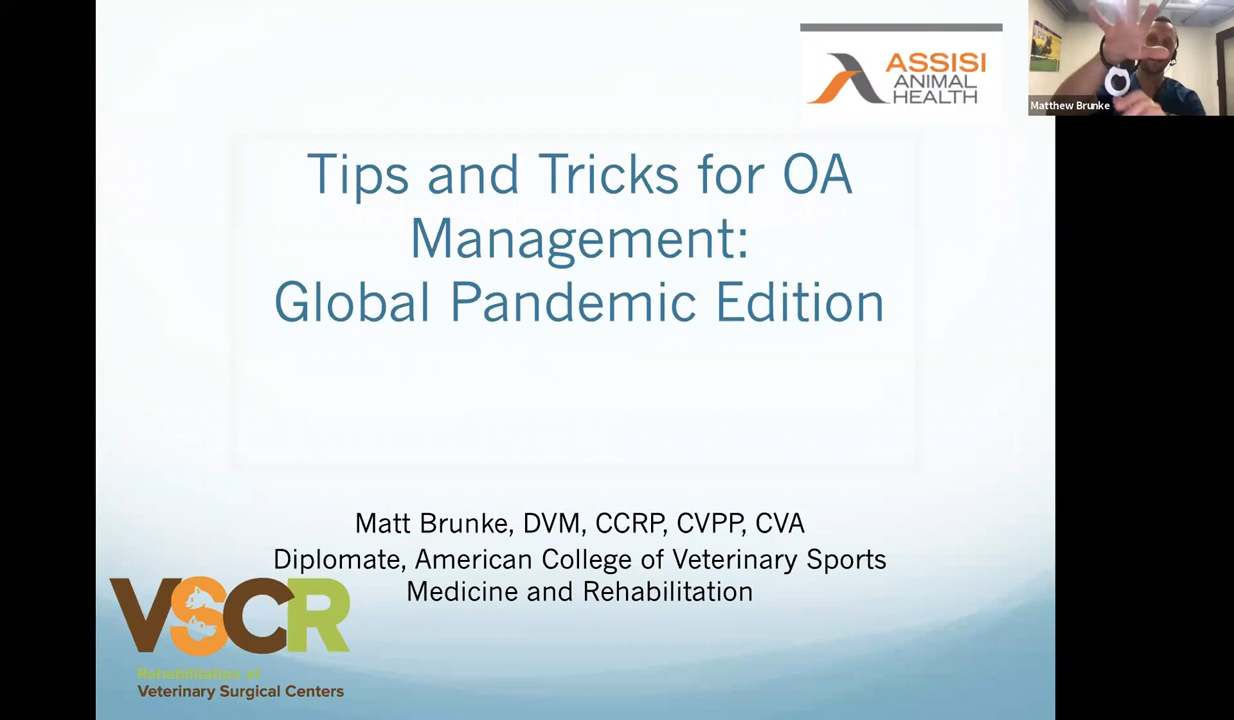 ASSISI
ANIMAL
HEALTH
Matthew Brunke
Tips and Tricks for OA
Management:
Global Pandemic Edition
Matt Brunke, DVM, CCRP, CVPP, CVA
Diplomate, American College of Veterinary Sports
Medicine and Rehabilitation
VSCR
Rehabilitation of
Veterinary Surgical Centers